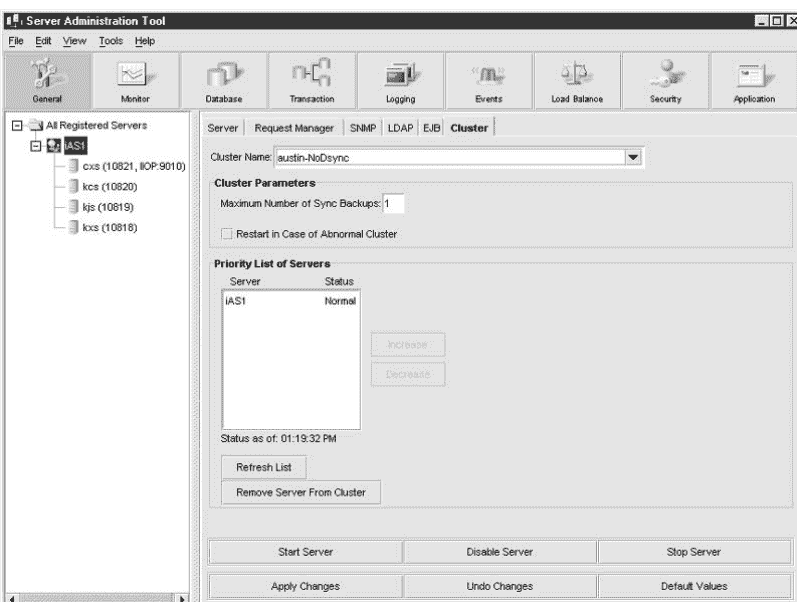 Server Administration Tool
File Edit View Tools Help
General Monitor Database Transaction Logging Events Load Balance Security Application
All Registered Servers
iAS1
cxs (10821, IIOP:9010)
kcs (10820)
kjs (10819)
kxs (10818)
Server Request Manager SNMP LDAP EJB Cluster
Cluster Name: austin-NoDsync
Cluster Parameters
Maximum Number of Sync Backups: 1
Restart in Case of Abnormal Cluster
Priority List of Servers
Server Status
iAS1 Normal
Increase
Decrease
Status as of: 01:19:32 PM
Refresh List
Remove Server From Cluster
Start Server Disable Server Stop Server
Apply Changes Undo Changes Default Values